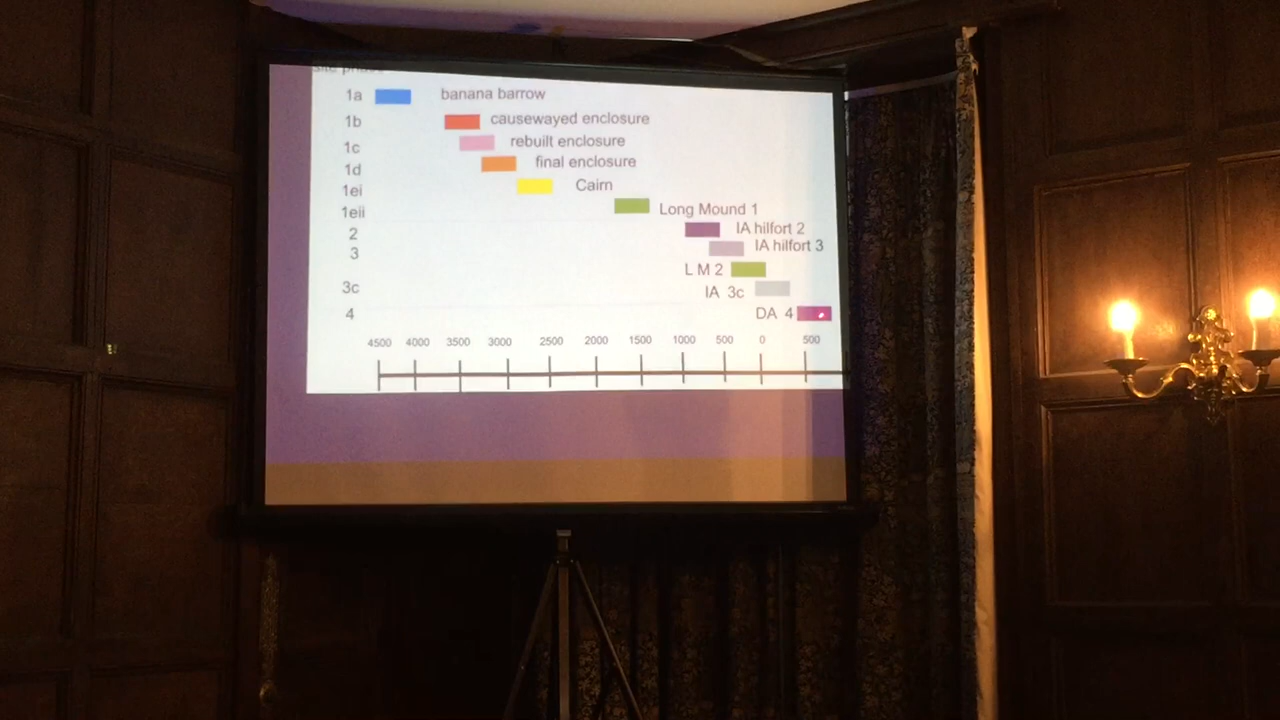 site phase
1a banana barrow
1b causewayed enclosure
1c rebuilt enclosure
1d final enclosure
1ei Cairn
1eii Long Mound 1
2 IA hilfort 2
3 IA hilfort 3
L M 2
3c IA 3c
4 DA 4
4500 4000 3500 3000 2500 2000 1500 1000 500 0 500